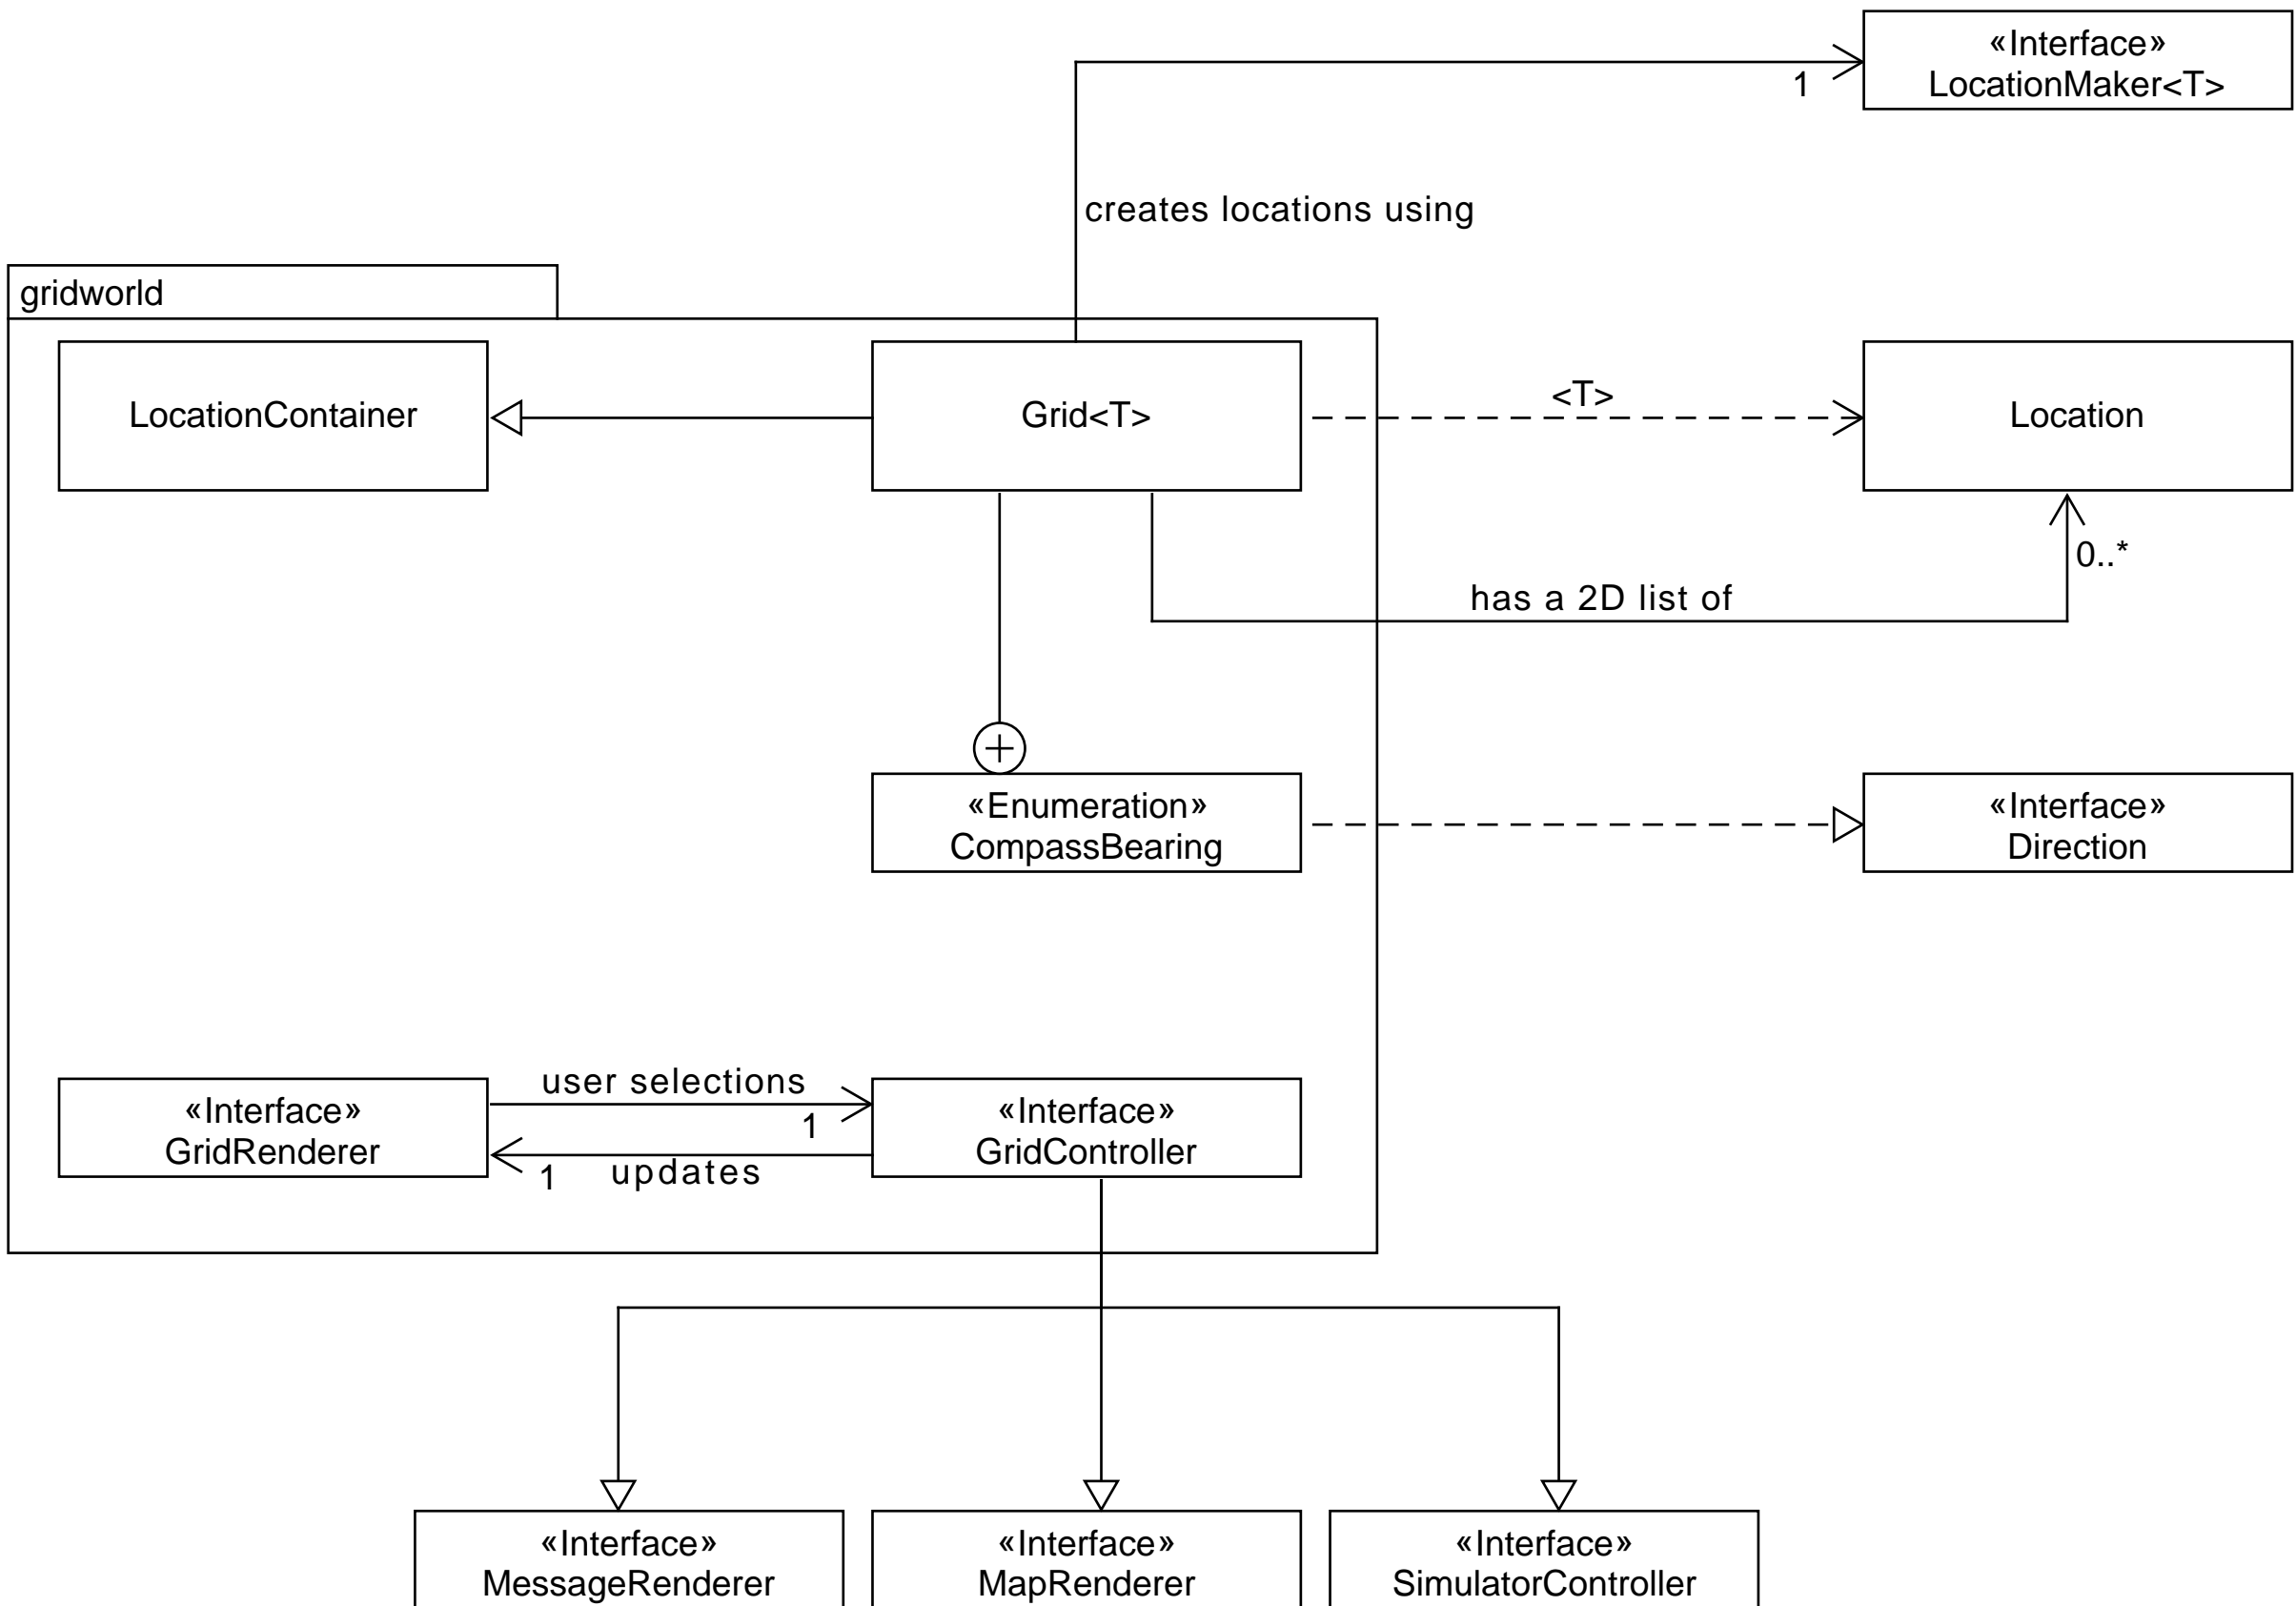 «Interface»
LocationMaker<T>
1
creates locations using
gridworld
LocationContainer
Grid<T>
<T>
Location
0..*
has a 2D list of
«Enumeration»
CompassBearing
«Interface»
Direction
«Interface»
GridRenderer
user selections
1
1
updates
«Interface»
GridController
«Interface»
MessageRenderer
«Interface»
MapRenderer
«Interface»
SimulatorController